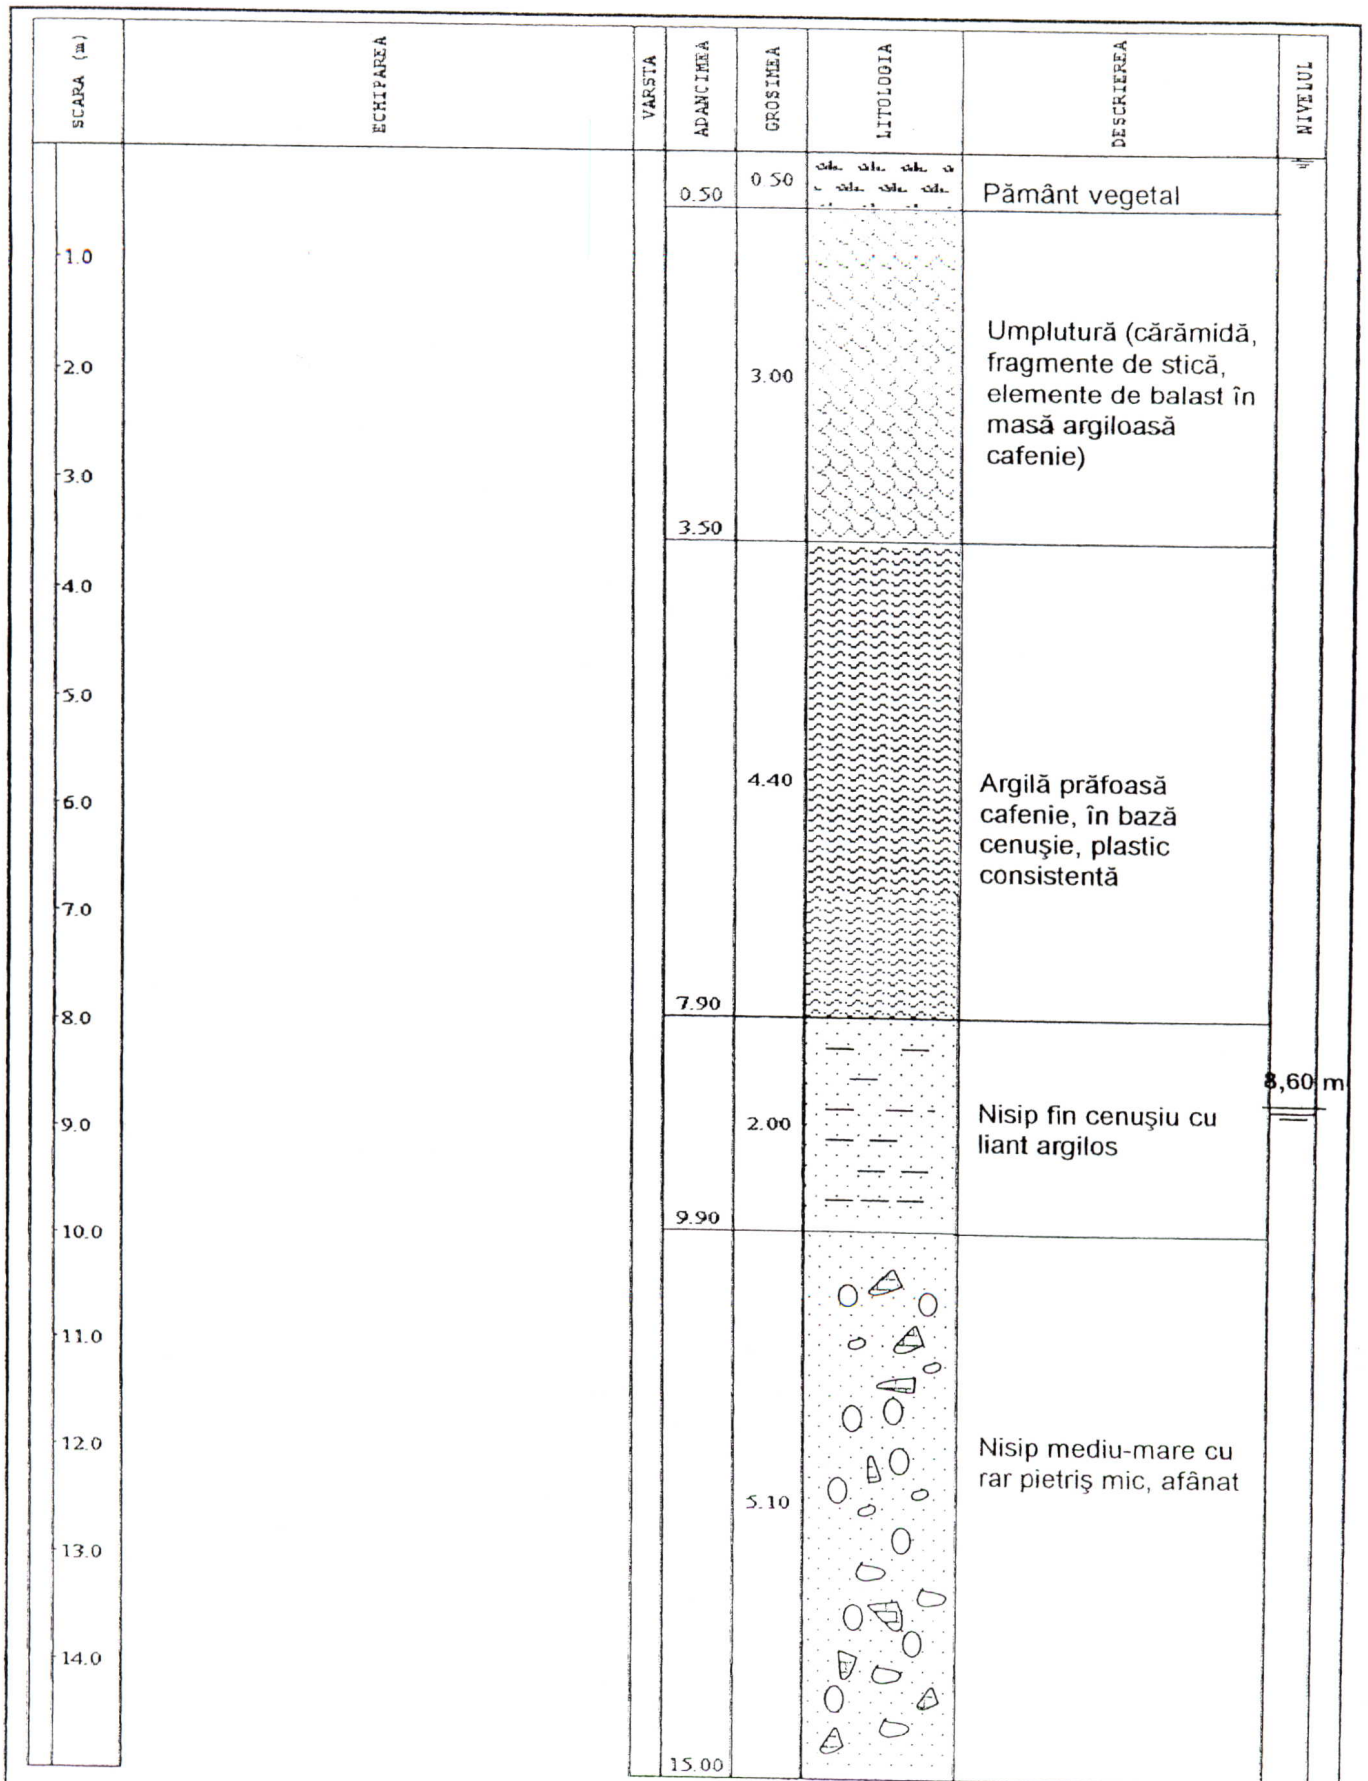 SCARA (m)
ECHIPAREA
VARSTA
ADANCIMEA
GROSIMEA
LITOLOGIA
DESCRIEREA
NIVELUL
0.50
0.50
Pământ vegetal
1.0
2.0
3.0
3.00
3.50
Umplutură (cărămidă,
fragmente de stică,
elemente de balast în
masă argiloasă
cafenie)
4.0
5.0
6.0
7.0
4.40
7.90
Argilă prăfoasă
cafenie, în bază
cenuşie, plastic
consistentă
8.0
8,60 m
9.0
2.00
9.90
Nisip fin cenuşiu cu
liant argilos
10.0
11.0
12.0
13.0
14.0
5.10
15.00
Nisip mediu-mare cu
rar pietriş mic, afânat